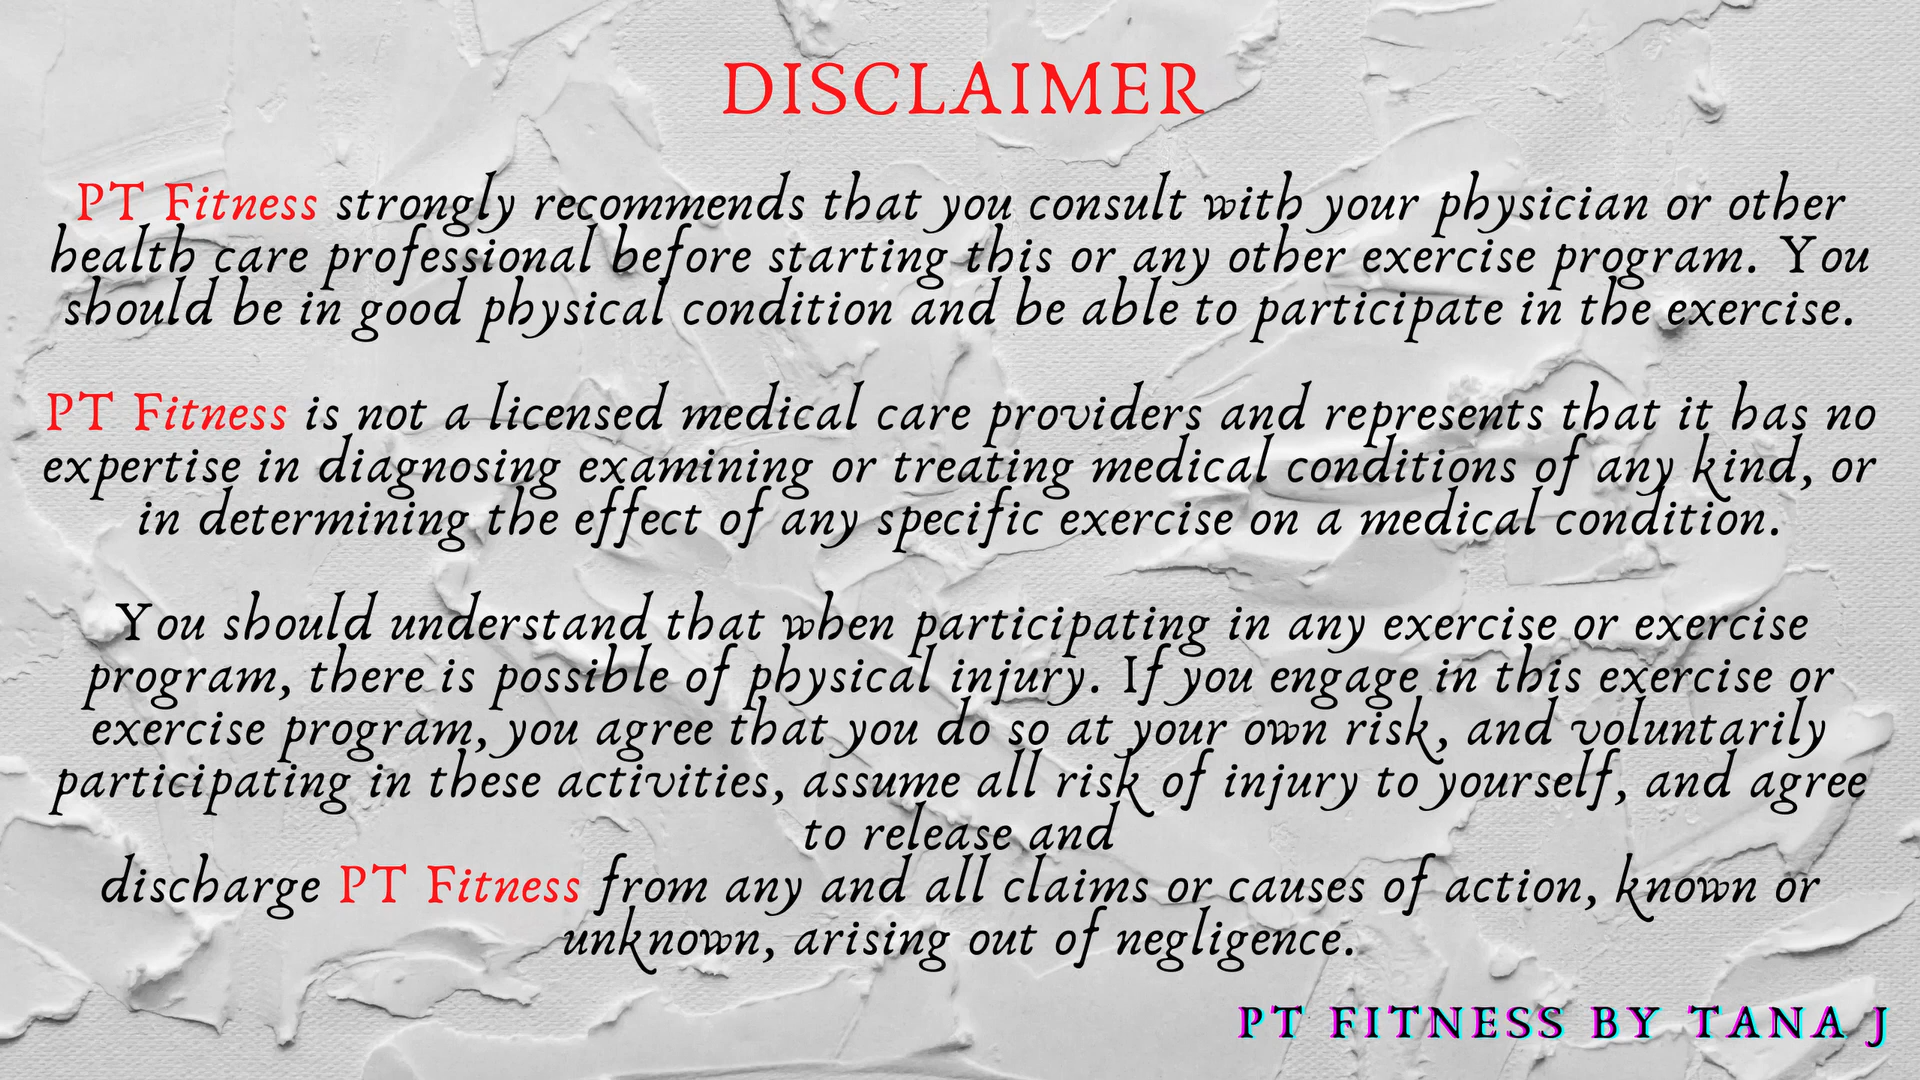 DISCLAIMER
PT Fitness strongly recommends that you consult with your physician or other
health care professional before starting this or any other exercise program. You
should be in good physical condition and be able to participate in the exercise.
PT Fitness is not a licensed medical care providers and represents that it has no
expertise in diagnosing examining or treating medical conditions of any kind, or
in determining the effect of any specific exercise on a medical condition.
You should understand that when participating in any exercise or exercise
program, there is possible of physical injury. If you engage in this exercise or
exercise program, you agree that you do so at your own risk, and voluntarily
participating in these activities, assume all risk of injury to yourself, and agree
to release and
discharge PT Fitness from any and all claims or causes of action, known or
unknown, arising out of negligence.
PT FITNESS BY TANA J